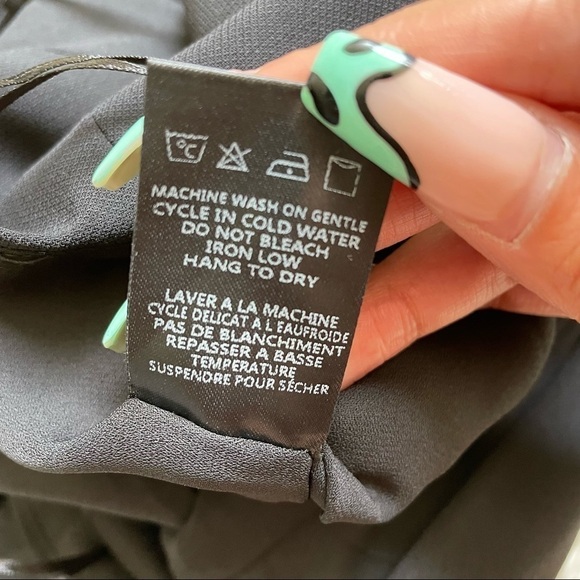 °C
MACHINE WASH ON GENTLE
CYCLE IN COLD WATER
DO NOT BLEACH
IRON LOW
HANG TO DRY
LAVER A LA MACHINE
CYCLE DELICAT A L'EAUFROIDE
PAS DE BLANCHIMENT
REPASSER A BASSE
TEMPERATURE
SUSPENDRE POUR SÉCHER